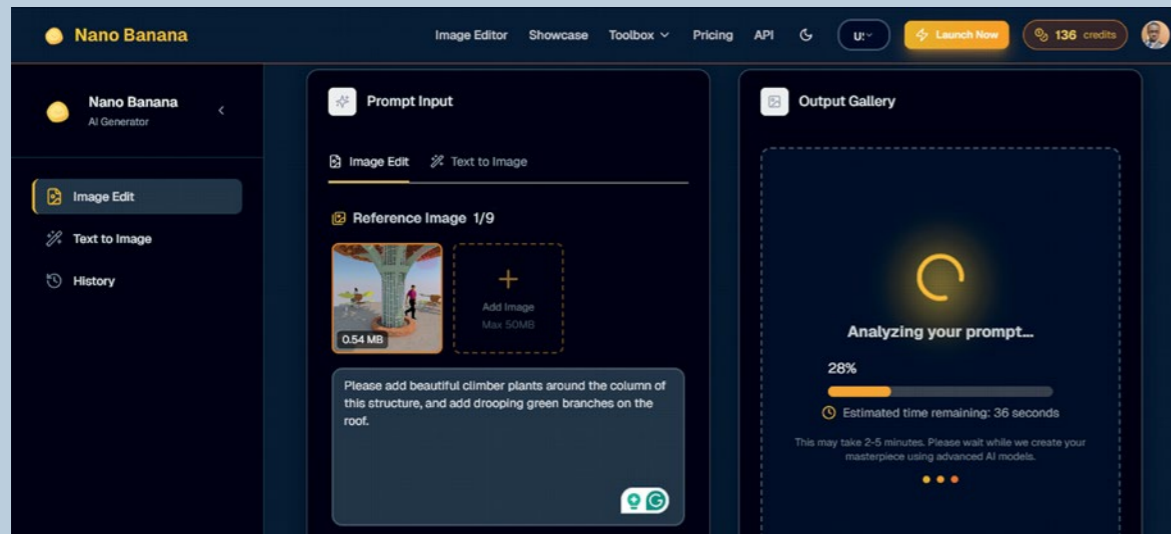 Nano Banana
Image Editor
Showcase
Toolbox
Pricing
API
Launch Now
136 credits
Nano Banana
AI Generator
Image Edit
Text to Image
History
Prompt Input
Image Edit
Text to Image
Reference Image 1/9
0.54 MB
Add Image
Max 50MB
Please add beautiful climber plants around the column of
this structure, and add drooping green branches on the
roof.
Output Gallery
Analyzing your prompt...
28%
Estimated time remaining: 36 seconds
This may take 2-5 minutes. Please wait while we create your
masterpiece using advanced AI models.